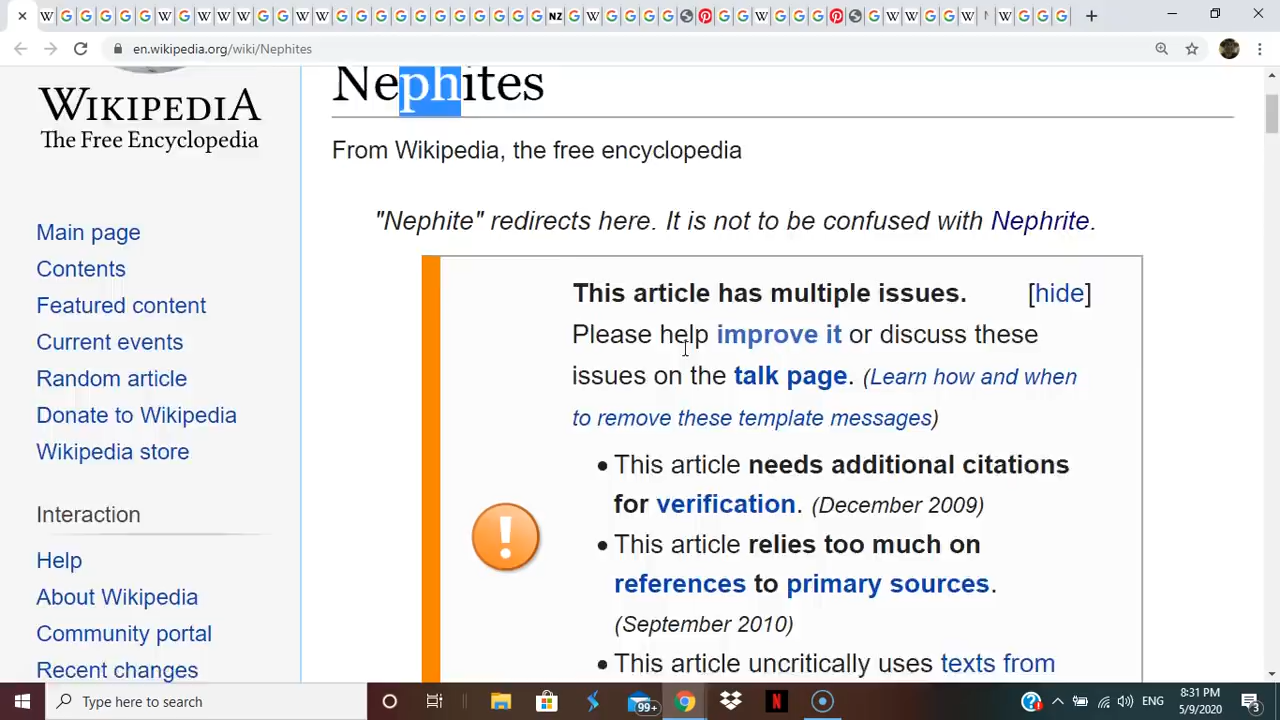 en.wikipedia.org/wiki/Nephites
WIKIPEDIA
The Free Encyclopedia
Main page
Contents
Featured content
Current events
Random article
Donate to Wikipedia
Wikipedia store
Interaction
Help
About Wikipedia
Community portal
Recent changes
Nephites
From Wikipedia, the free encyclopedia
"Nephite" redirects here. It is not to be confused with Nephrite.
This article has multiple issues. [hide]
Please help improve it or discuss these
issues on the talk page. (Learn how and when
to remove these template messages)
• This article needs additional citations
for verification. (December 2009)
• This article relies too much on
references to primary sources.
(September 2010)
• This article uncritically uses texts from
Type here to search
99+
ENG
8:31 PM
5/9/2020
3